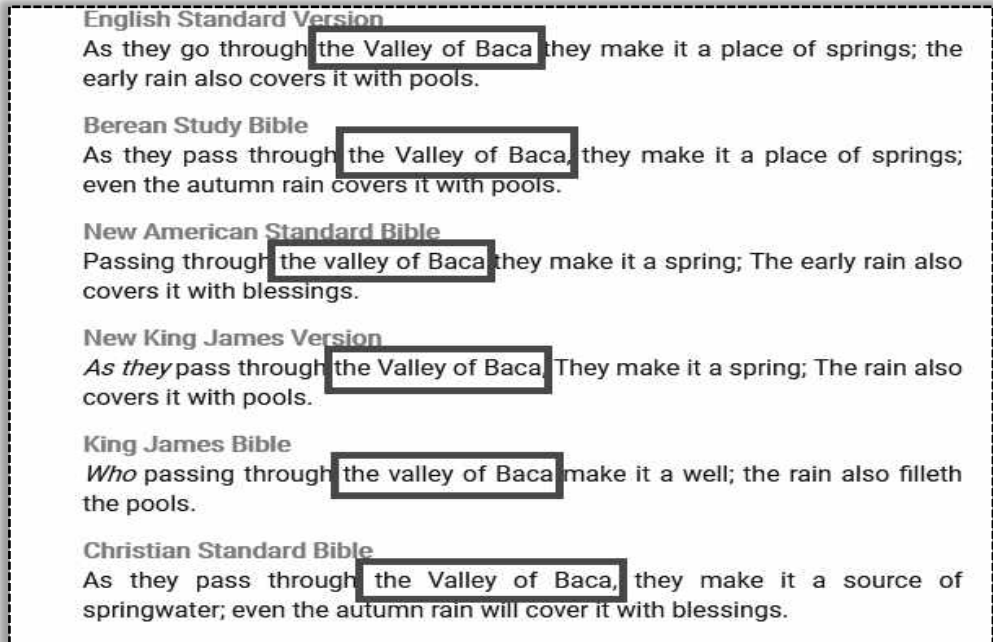 English Standard Version
As they go through the Valley of Baca they make it a place of springs; the
early rain also covers it with pools.
Berean Study Bible
As they pass through the Valley of Baca, they make it a place of springs;
even the autumn rain covers it with pools.
New American Standard Bible
Passing through the valley of Baca they make it a spring; The early rain also
covers it with blessings.
New King James Version
As they pass through the Valley of Baca, They make it a spring; The rain also
covers it with pools.
King James Bible
Who passing through the valley of Baca make it a well; the rain also filleth
the pools.
Christian Standard Bible
As they pass through the Valley of Baca, they make it a source of
springwater; even the autumn rain will cover it with blessings.